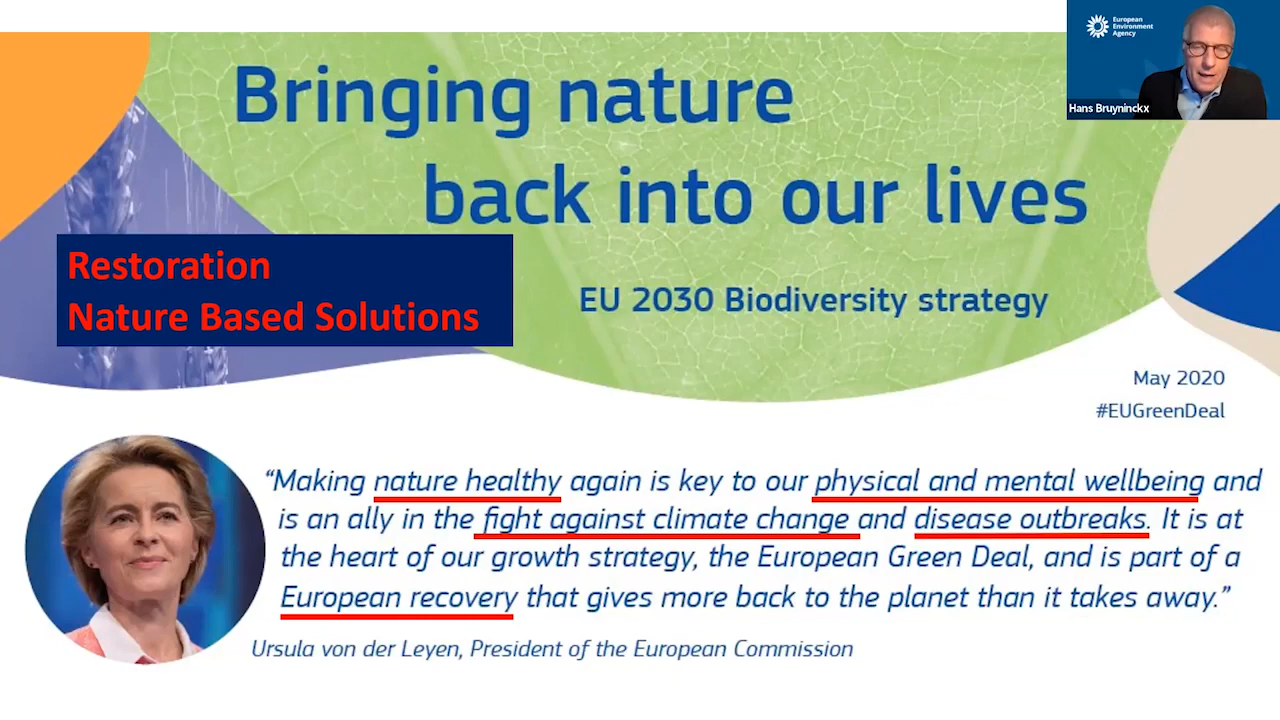 European
Environment
Agency
Hans Bruyninckx
Bringing nature
back into our lives
Restoration
Nature Based Solutions
EU 2030 Biodiversity strategy
May 2020
#EUGreenDeal
“Making nature healthy again is key to our physical and mental wellbeing and
is an ally in the fight against climate change and disease outbreaks. It is at
the heart of our growth strategy, the European Green Deal, and is part of a
European recovery that gives more back to the planet than it takes away.”
Ursula von der Leyen, President of the European Commission